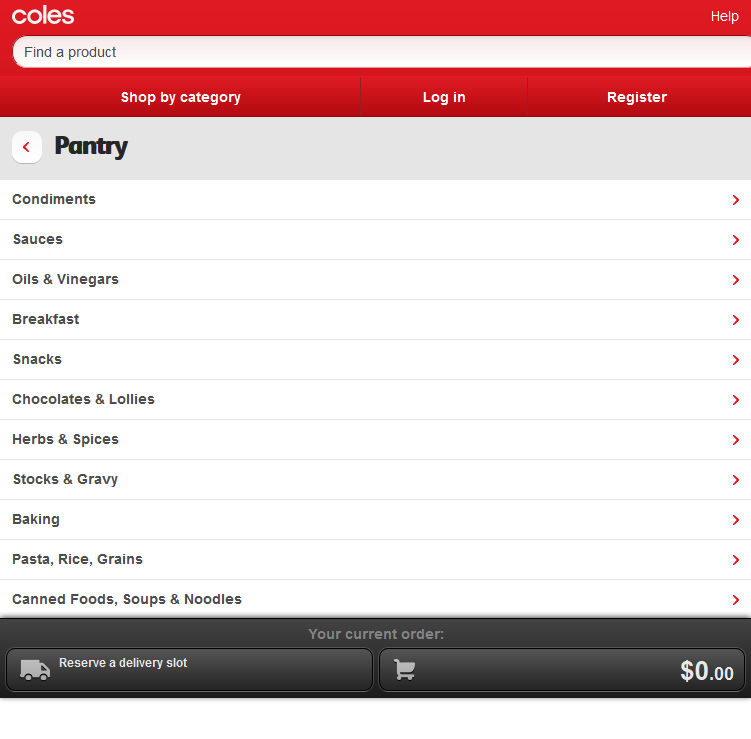 coles
Help
Find a product
Shop by category
Log in
Register
Pantry
Condiments
Sauces
Oils & Vinegars
Breakfast
Snacks
Chocolates & Lollies
Herbs & Spices
Stocks & Gravy
Baking
Pasta, Rice, Grains
Canned Foods, Soups & Noodles
Your current order:
Reserve a delivery slot
$0.00